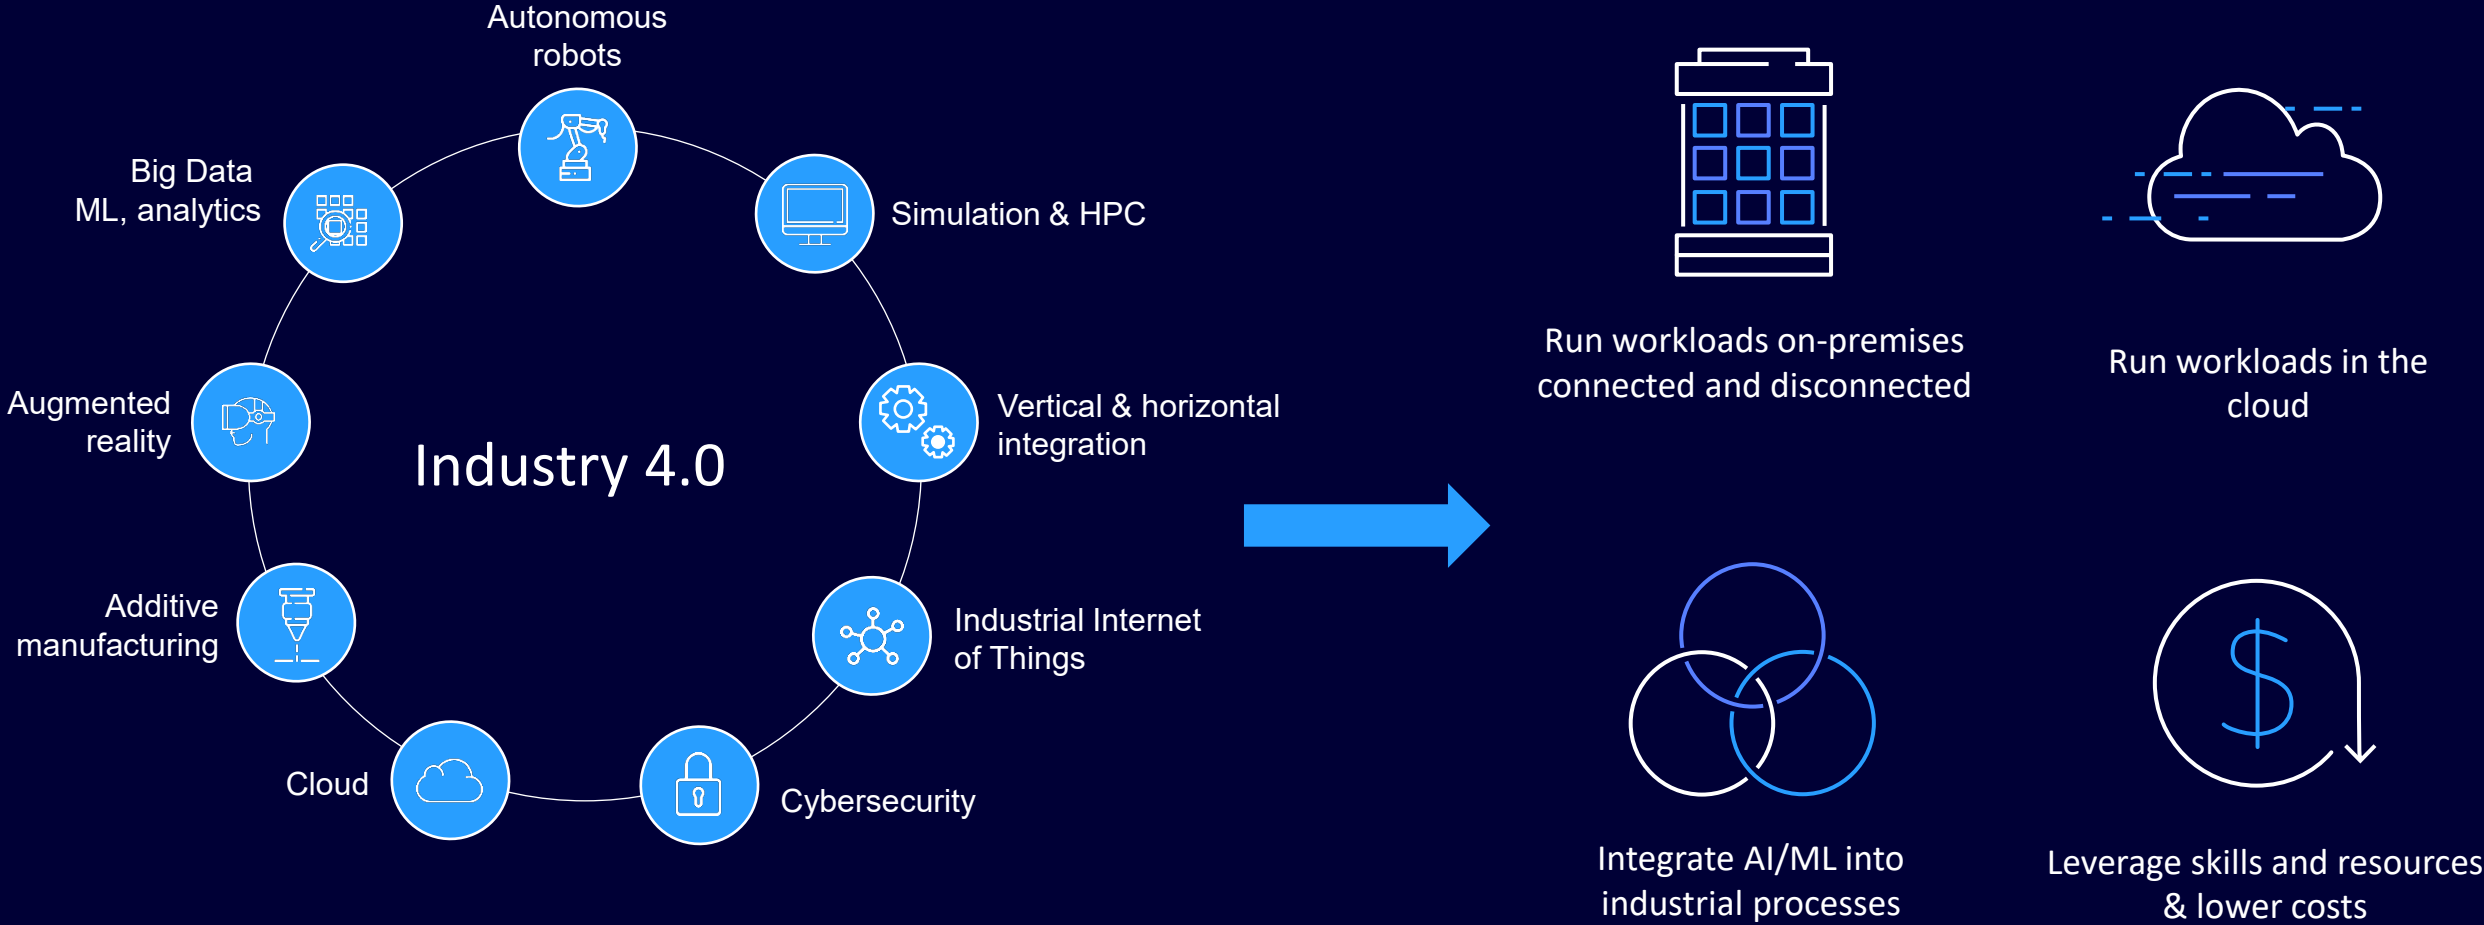 Autonomous
robots
Big Data
ML, analytics
Simulation & HPC
Augmented
reality
Industry 4.0
Vertical & horizontal
integration
Additive
manufacturing
Industrial Internet
of Things
Cloud
Cybersecurity
Run workloads on-premises
connected and disconnected
Run workloads in the
cloud
Integrate AI/ML into
industrial processes
Leverage skills and resources
& lower costs